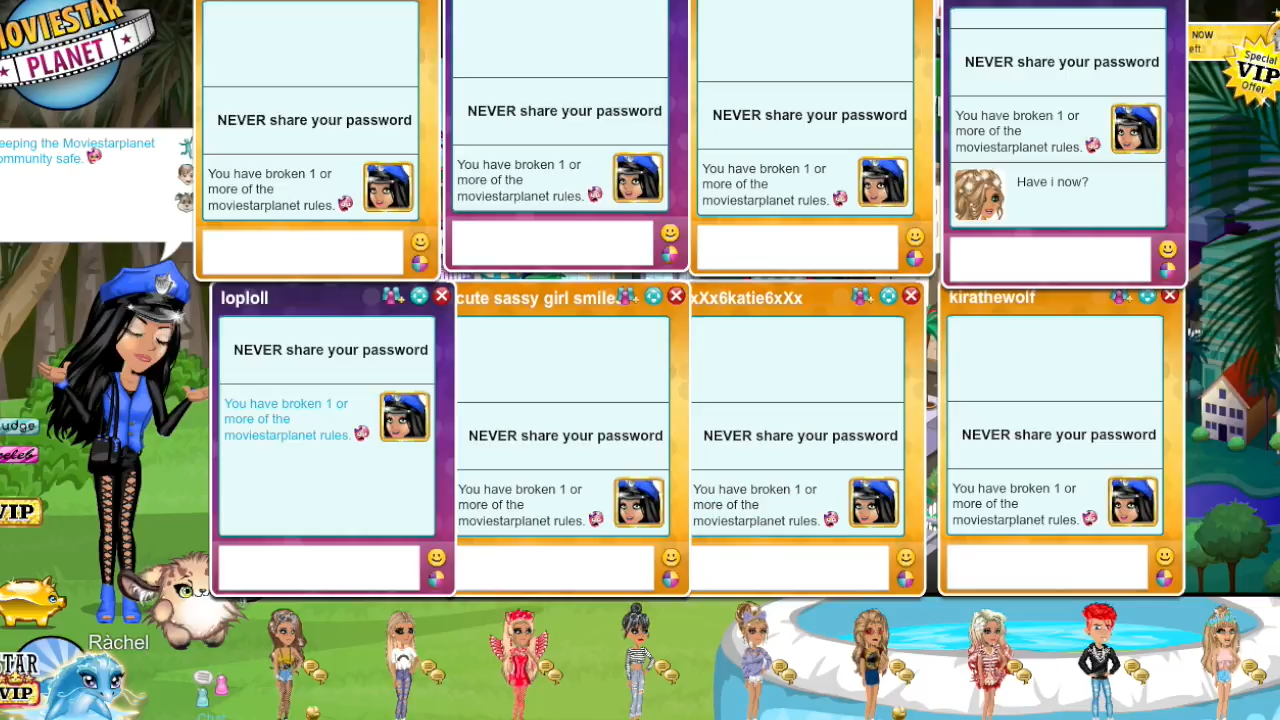 MOVIESTAR
PLANET
eeping the Moviestarplanet
ommunity safe.
NEVER share your password
You have broken 1 or
more of the
moviestarplanet rules.
NEVER share your password
You have broken 1 or
more of the
moviestarplanet rules.
NEVER share your password
You have broken 1 or
more of the
moviestarplanet rules.
NEVER share your password
You have broken 1 or
more of the
moviestarplanet rules.
Have i now?
NOW
eft
Special
VIP
Offer
loploll
NEVER share your password
You have broken 1 or
more of the
moviestarplanet rules.
cute sassy girl smile
NEVER share your password
You have broken 1 or
more of the
moviestarplanet rules.
xXx6katie6xXx
NEVER share your password
You have broken 1 or
more of the
moviestarplanet rules.
kirathewolf
NEVER share your password
You have broken 1 or
more of the
moviestarplanet rules.
udge
eleb
VIP
Ràchel
STAR
VIP